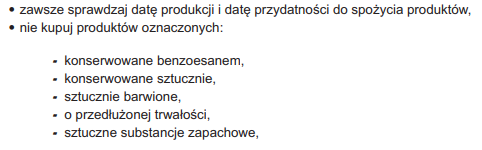 • zawsze sprawdzaj datę produkcji i datę przydatności do spożycia produktów,
• nie kupuj produktów oznaczonych:
- konserwowane benzoesanem,
- konserwowane sztucznie,
- sztucznie barwione,
- o przedłużonej trwałości,
- sztuczne substancje zapachowe,